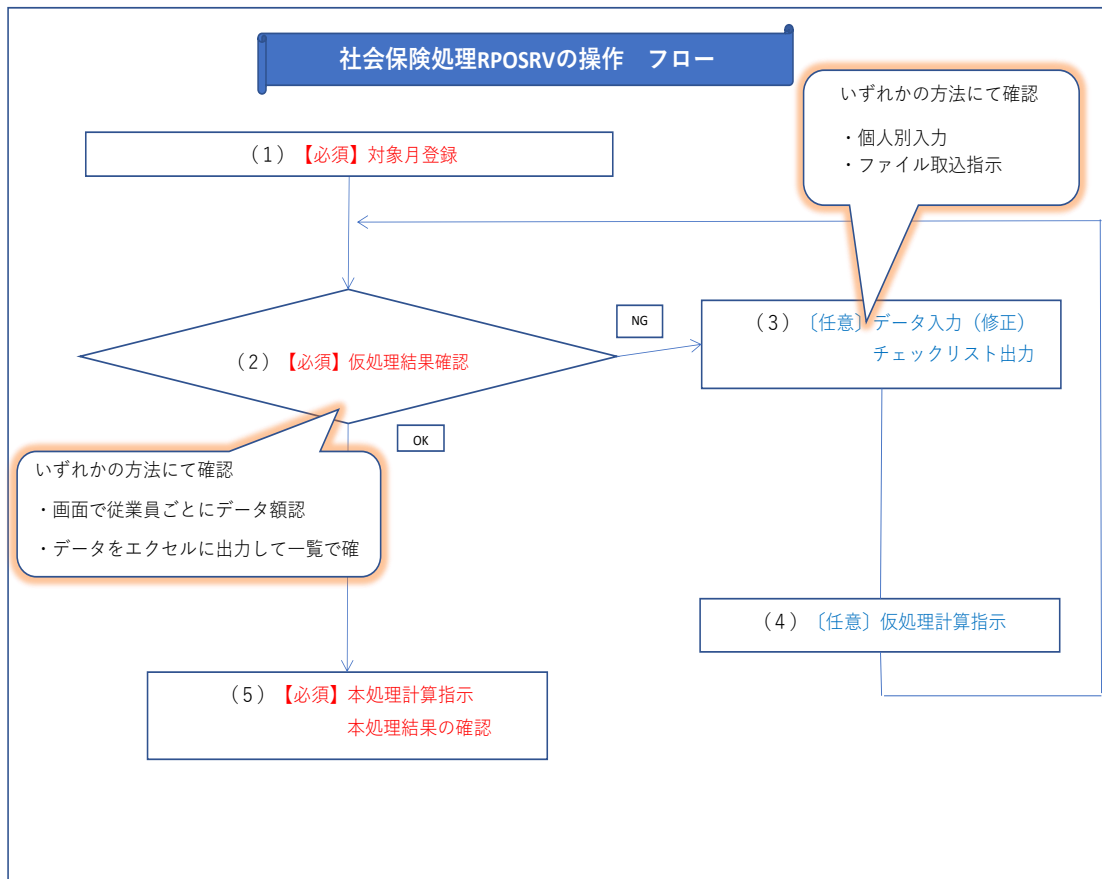 社会保険処理RPOSRVの操作　フロー
いずれかの方法にて確認
・個人別入力
・ファイル取込指示
（１）【必須】対象月登録
NG
（３）〔任意〕データ入力（修正）
チェックリスト出力
（２）【必須】仮処理結果確認
OK
いずれかの方法にて確認
・画面で従業員ごとにデータ額認
・データをエクセルに出力して一覧で確
（４）〔任意〕仮処理計算指示
（５）【必須】本処理計算指示
本処理結果の確認